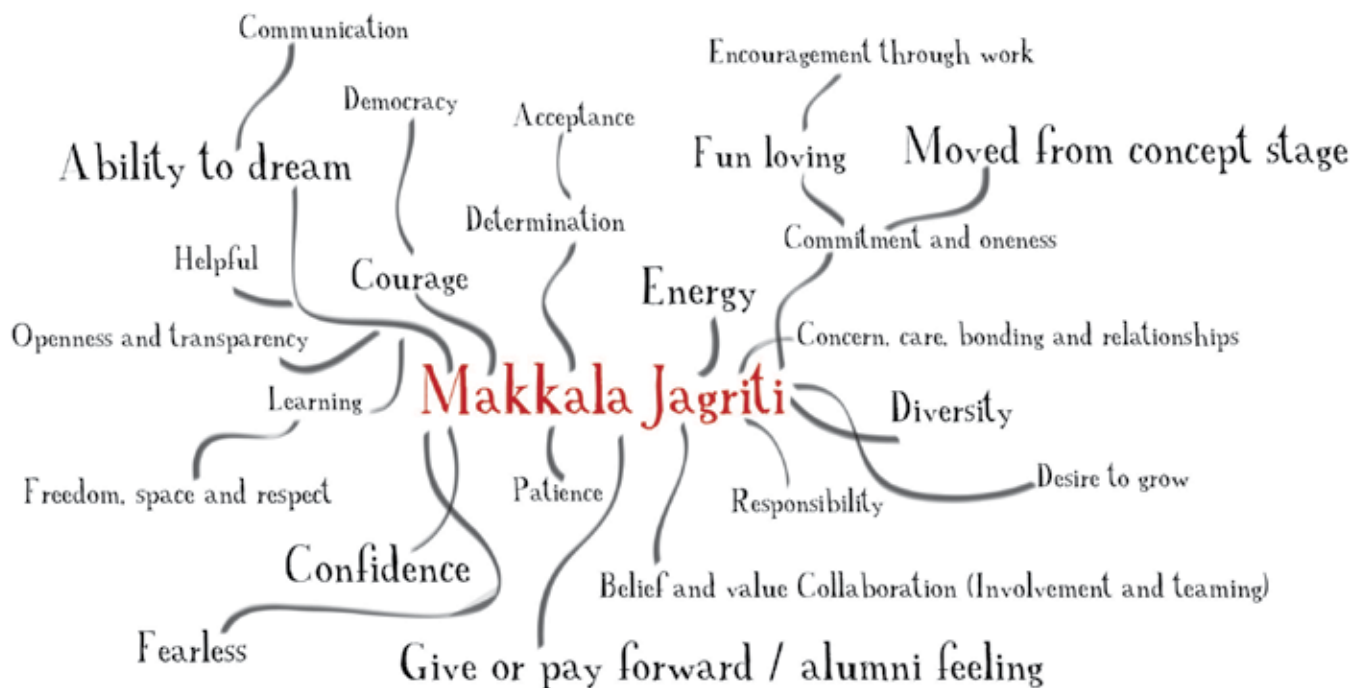 Communication
Encouragement through work
Democracy
Acceptance
Ability to dream
Fun loving
Moved from concept stage
Determination
Commitment and oneness
Helpful
Courage
Energy
Openness and transparency
Concern, care, bonding and relationships
Learning
Makkala Jagriti
Diversity
Freedom, space and respect
Patience
Responsibility
Desire to grow
Confidence
Belief and value Collaboration (Involvement and teaming)
Fearless
Give or pay forward / alumni feeling